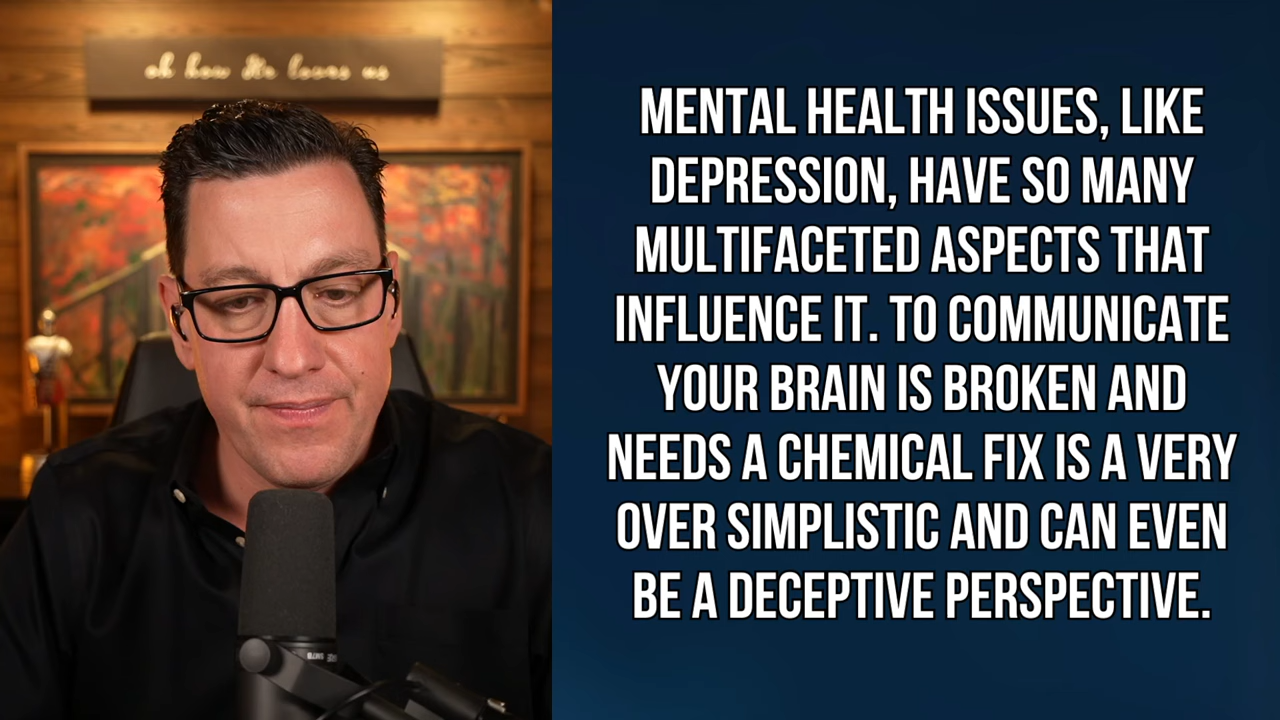 oh how He loves us
MENTAL HEALTH ISSUES, LIKE
DEPRESSION, HAVE SO MANY
MULTIFACETED ASPECTS THAT
INFLUENCE IT. TO COMMUNICATE
YOUR BRAIN IS BROKEN AND
NEEDS A CHEMICAL FIX IS A VERY
OVER SIMPLISTIC AND CAN EVEN
BE A DECEPTIVE PERSPECTIVE.